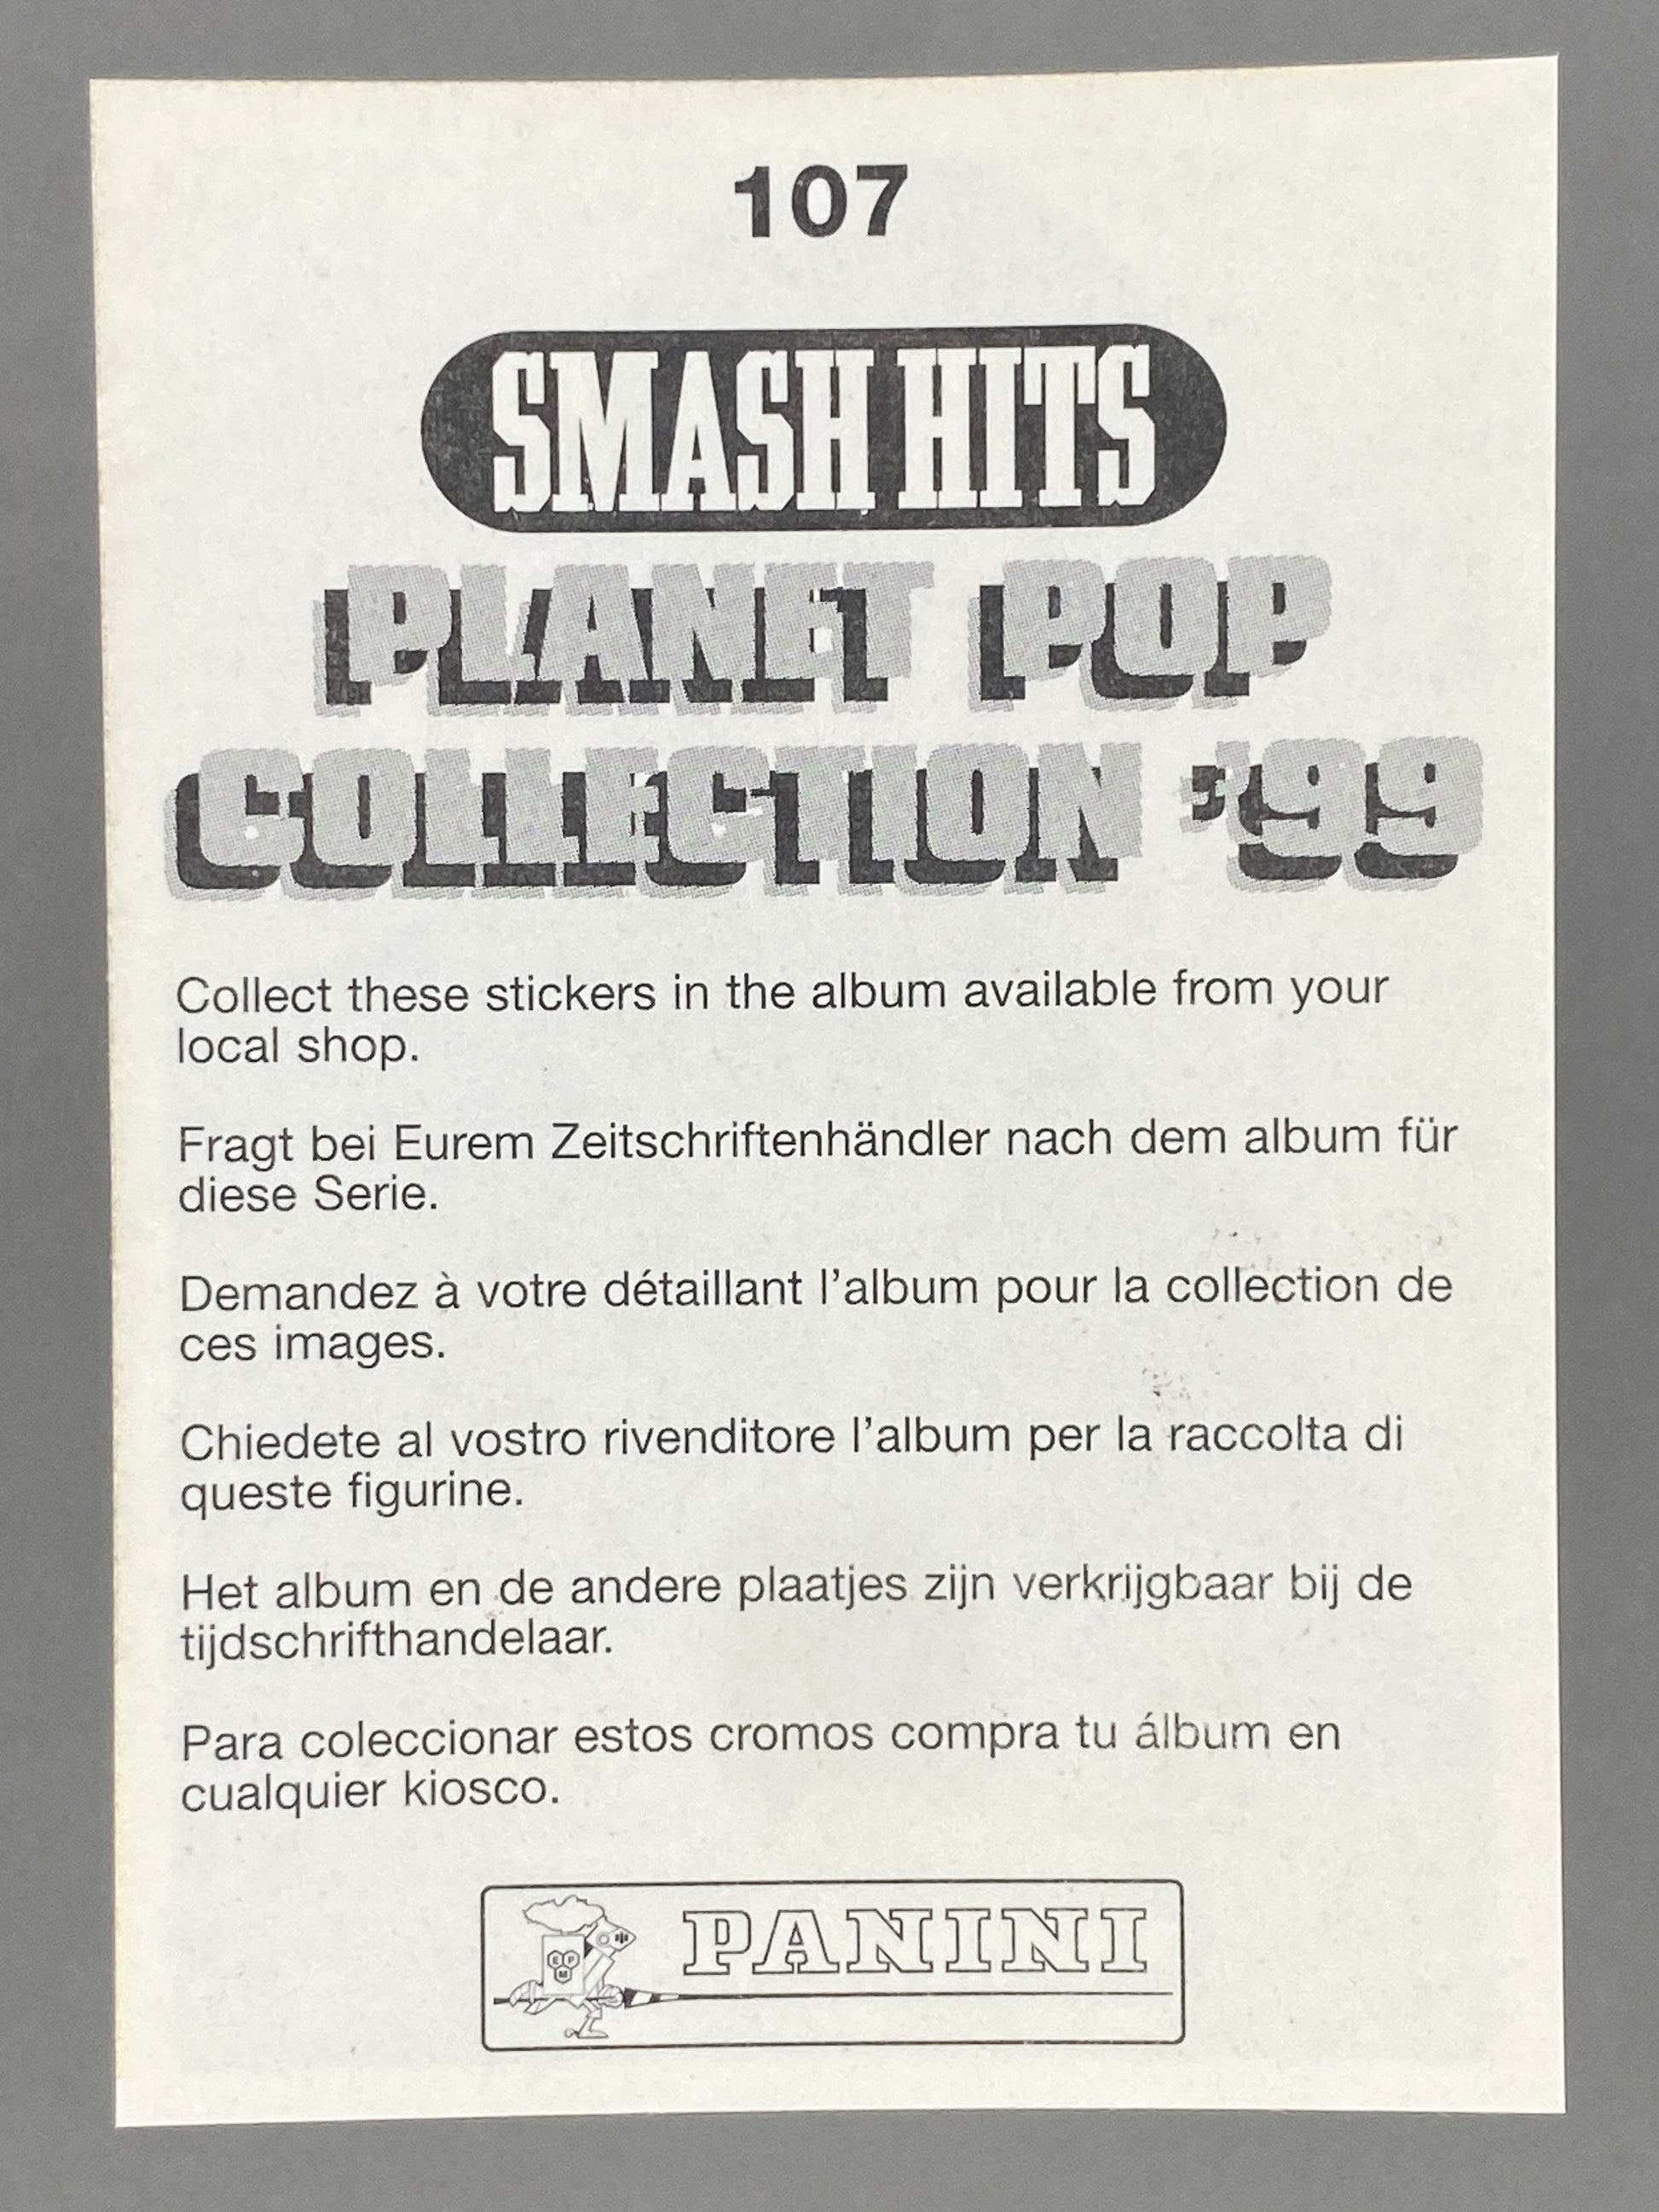 107
SMASH HITS
PLANET POP
COLLECTION '99
Collect these stickers in the album available from your
local shop.
Fragt bei Eurem Zeitschriftenhändler nach dem album für
diese Serie.
Demandez à votre détaillant l'album pour la collection de
ces images.
Chiedete al vostro rivenditore l'album per la raccolta di
queste figurine.
Het album en de andere plaatjes zijn verkrijgbaar bij de
tijdschrifthandelaar.
Para coleccionar estos cromos compra tu álbum en
cualquier kiosco.
PANINI
E F
M